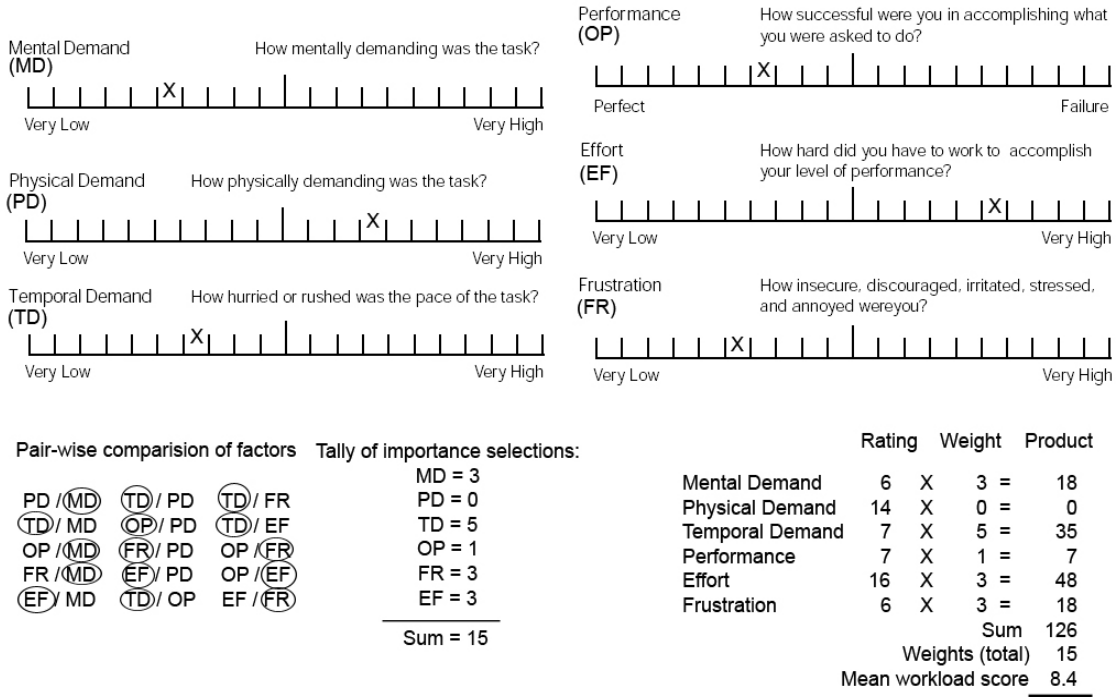 Mental Demand How mentally demanding was the task?
(MD)
X
Very Low Very High
Physical Demand How physically demanding was the task?
(PD)
X
Very Low Very High
Temporal Demand How hurried or rushed was the pace of the task?
(TD)
X
Very Low Very High
Performance How successful were you in accomplishing what
(OP) you were asked to do?
X
Perfect Failure
Effort How hard did you have to work to accomplish
(EF) your level of performance?
X
Very Low Very High
Frustration How insecure, discouraged, irritated, stressed,
(FR) and annoyed wereyou?
X
Very Low Very High
Pair-wise comparision of factors
PD / MD TD / PD TD / FR
TD / MD OP / PD TD / EF
OP / MD FR / PD OP / FR
FR / MD EF / PD OP / EF
EF / MD TD / OP EF / FR
Tally of importance selections:
MD = 3
PD = 0
TD = 5
OP = 1
FR = 3
EF = 3
Sum = 15
Rating Weight Product
Mental Demand 6 X 3 = 18
Physical Demand 14 X 0 = 0
Temporal Demand 7 X 5 = 35
Performance 7 X 1 = 7
Effort 16 X 3 = 48
Frustration 6 X 3 = 18
Sum 126
Weights (total) 15
Mean workload score 8.4